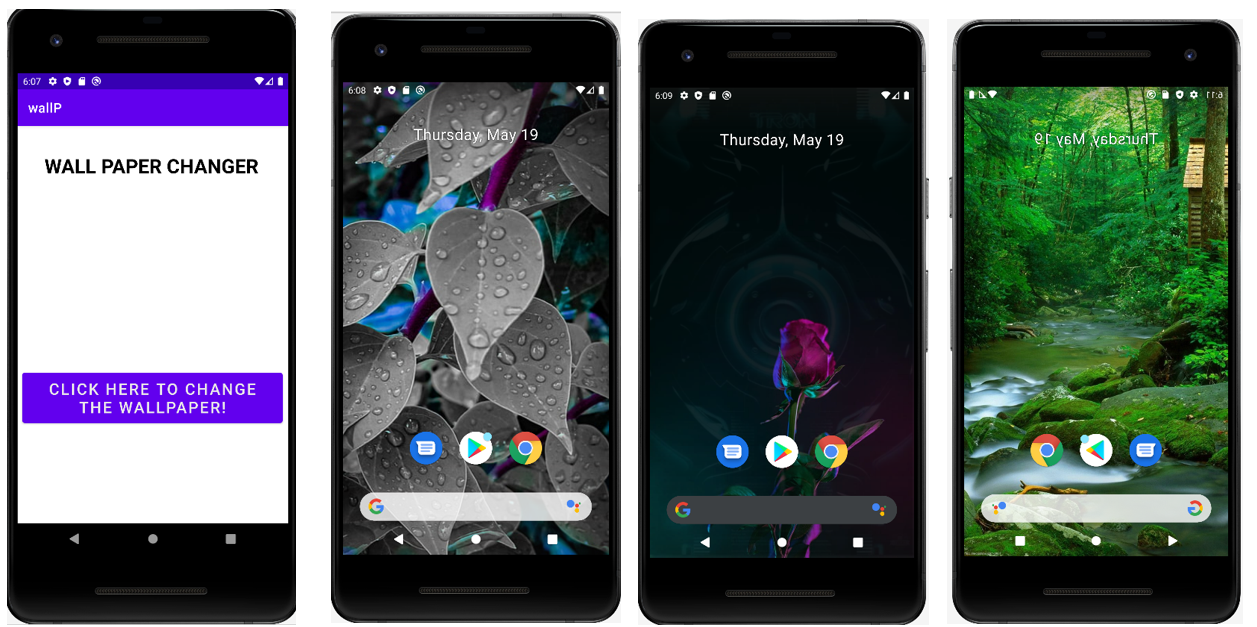 6:07
wallP
WALL PAPER CHANGER
CLICK HERE TO CHANGE
THE WALLPAPER!
6:08
Thursday, May 19
6:09
Thursday, May 19
6:11
Thursday, May 19